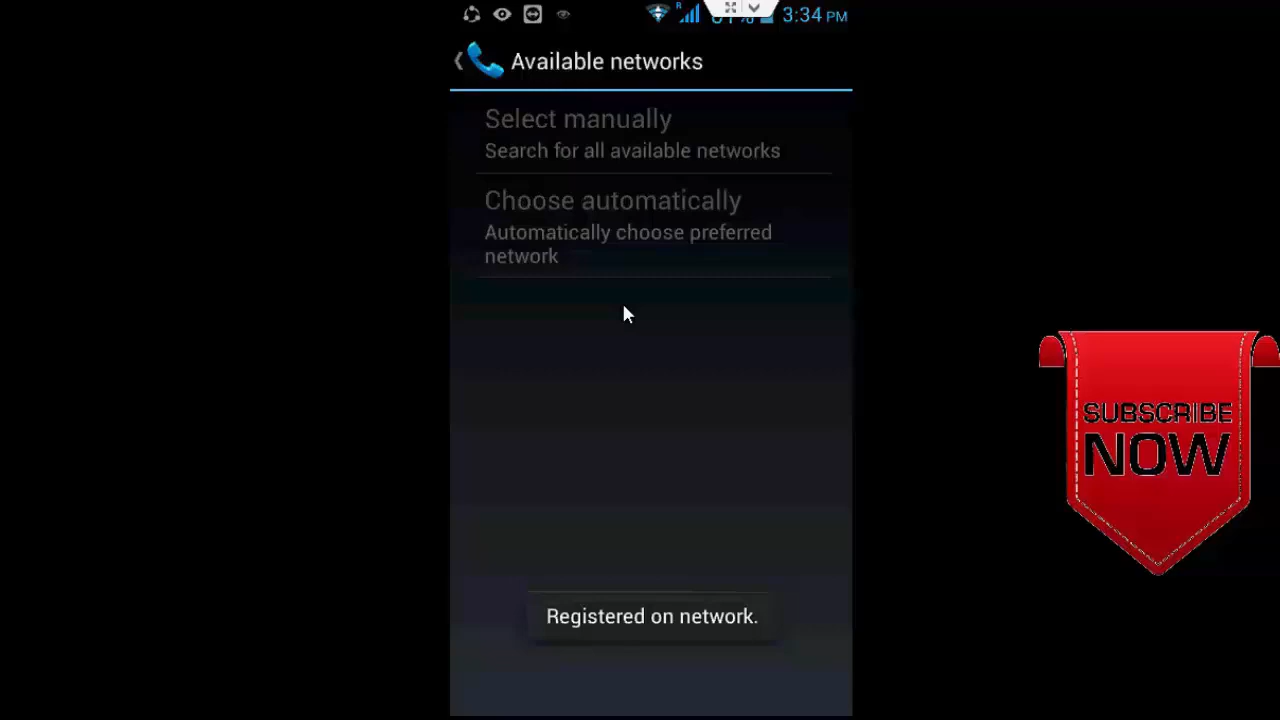 R
3:34 PM
Available networks
Select manually
Search for all available networks
Choose automatically
Automatically choose preferred
network
SUBSCRIBE
NOW
Registered on network.